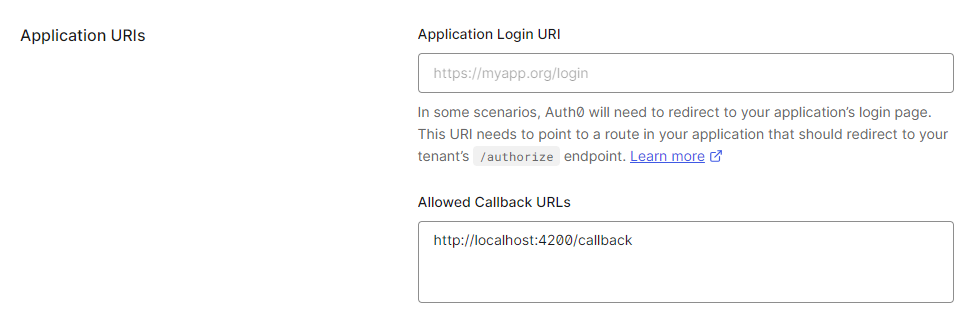 Application URIs
Application Login URI
https://myapp.org/login
In some scenarios, Auth0 will need to redirect to your application’s login page.
This URI needs to point to a route in your application that should redirect to your
tenant’s /authorize endpoint. Learn more
Allowed Callback URLs
http://localhost:4200/callback